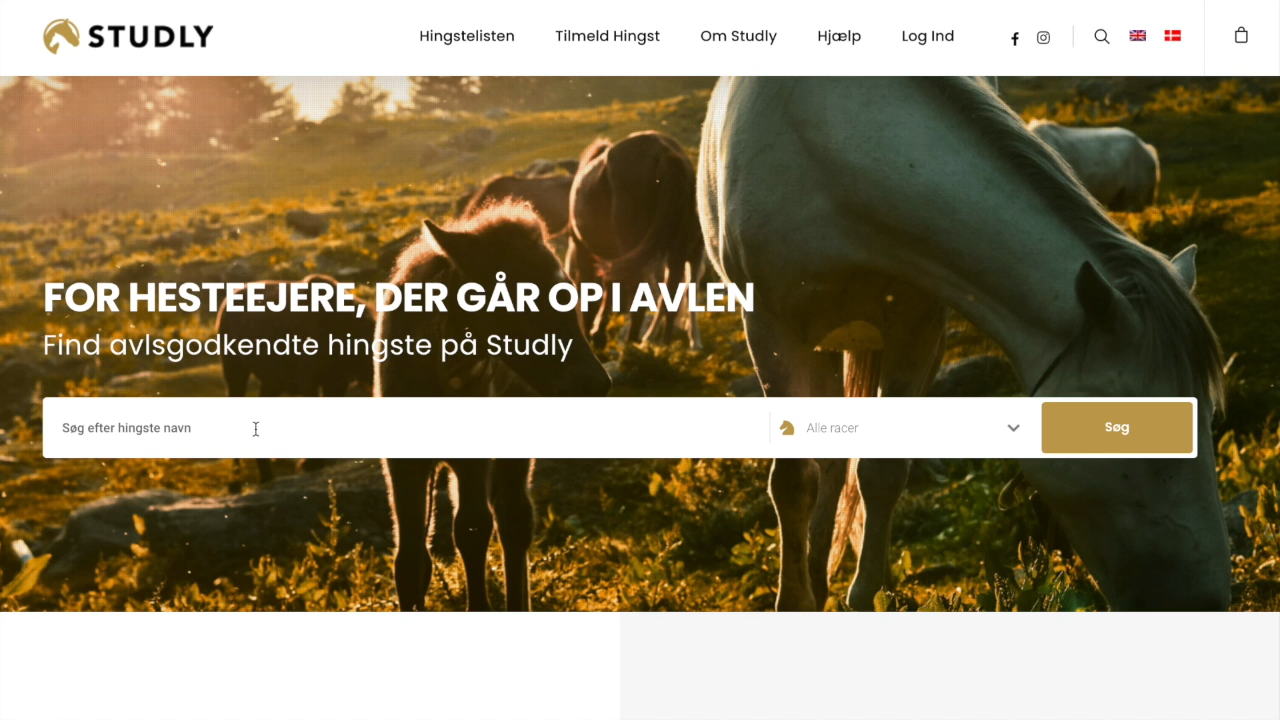 STUDLY
Hingstelisten
Tilmeld Hingst
Om Studly
Hjælp
Log Ind
FOR HESTEEJERE, DER GÅR OP I AVLEN
Find avlsgodkendte hingste på Studly
Søg efter hingste navn
Alle racer
Søg